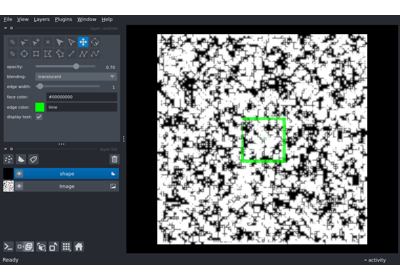 File View Layers Plugins Window Help
opacity: 0.70
blending: translucent
edge width: 1
face color: #00000000
edge color: lime
display text:
shape
Image
Ready
activity